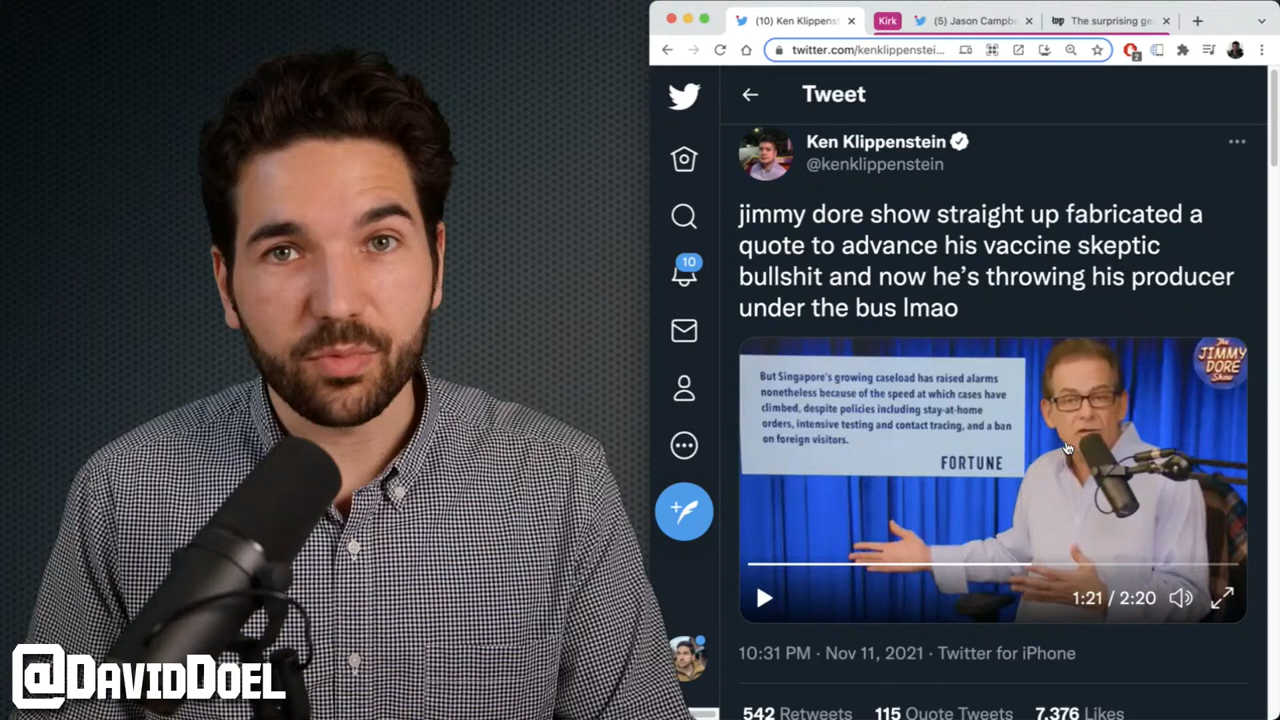 (10) Ken Klippens
Kirk
(5) Jason Campbe
The surprising ge
twitter.com/kenklippenstei...
2
Tweet
Ken Klippenstein
@kenklippenstein
jimmy dore show straight up fabricated a
quote to advance his vaccine skeptic
bullshit and now he's throwing his producer
under the bus lmao
10
But Singapore's growing caseload has raised alarms
nonetheless because of the speed at which cases have
climbed, despite policies including stay-at-home
orders, intensive testing and contact tracing, and a ban
on foreign visitors.
FORTUNE
The
JIMMY
DORE
Show
1:21 / 2:20
10:31 PM · Nov 11, 2021 · Twitter for iPhone
542 Retweets 115 Quote Tweets 7,376 Likes
@DAVIDDOEL